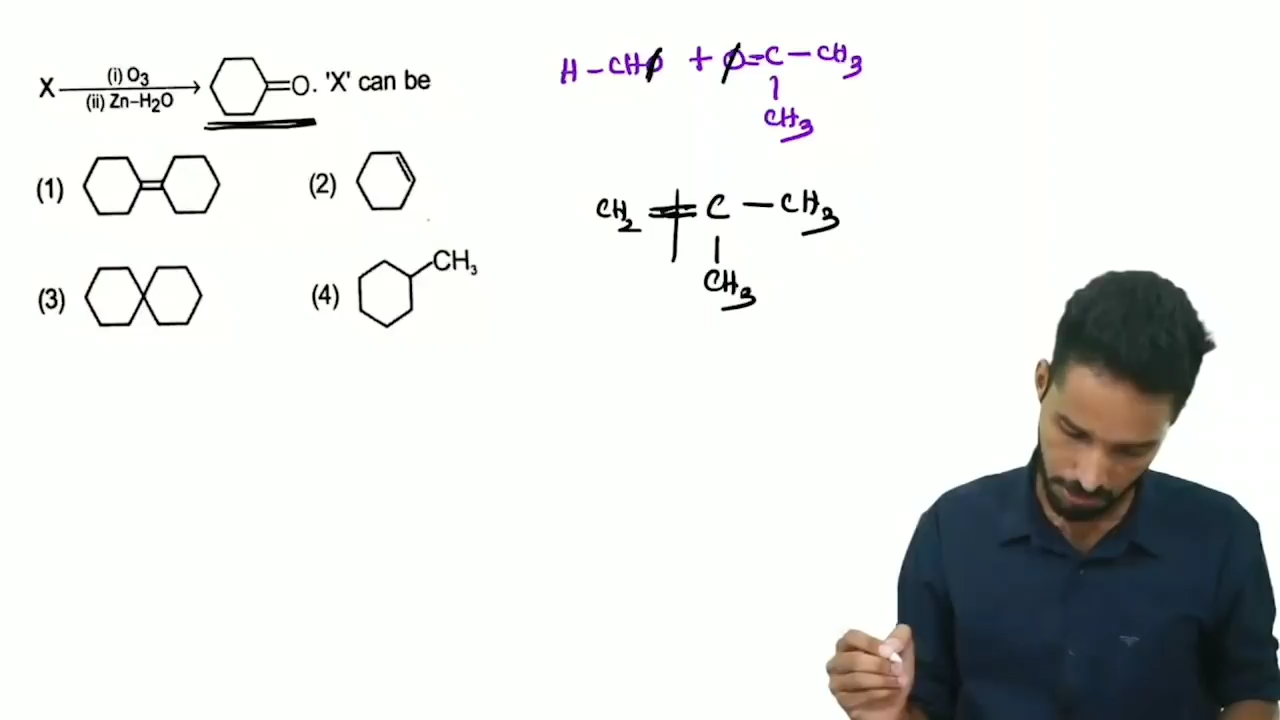 X (i) O₃ (ii) Zn–H₂O =O. 'X' can be
(1) (2)
(3) (4) CH₃
H – CHO + O=C – CH₃
CH₃
CH₂ = C – CH₃
CH₃